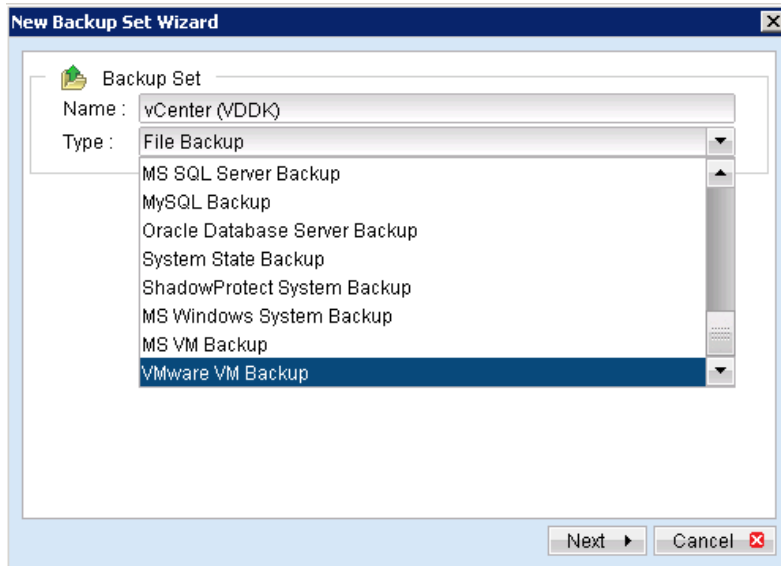 New Backup Set Wizard
Backup Set
Name : vCenter (VDDK)
Type : File Backup
MS SQL Server Backup
MySQL Backup
Oracle Database Server Backup
System State Backup
ShadowProtect System Backup
MS Windows System Backup
MS VM Backup
VMware VM Backup
Next Cancel